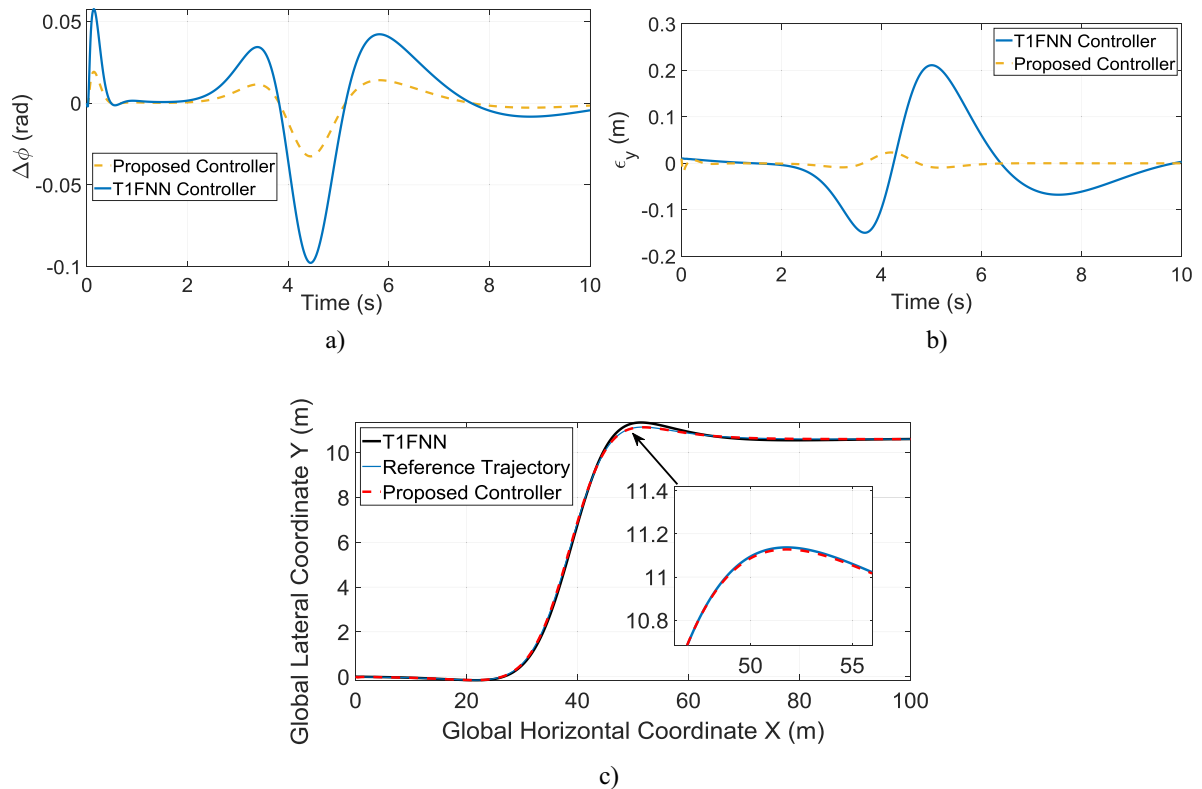 0.05
0
-0.05
-0.1
Δϕ (rad)
Proposed Controller
T1FNN Controller
0 2 4 6 8 10
Time (s)
a)
0.3
0.2
0.1
0
-0.1
-0.2
ϵy (m)
T1FNN Controller
Proposed Controller
0 2 4 6 8 10
Time (s)
b)
Global Lateral Coordinate Y (m)
10
8
6
4
2
0
T1FNN
Reference Trajectory
Proposed Controller
11.4
11.2
11
10.8
50 55
0 20 40 60 80 100
Global Horizontal Coordinate X (m)
c)